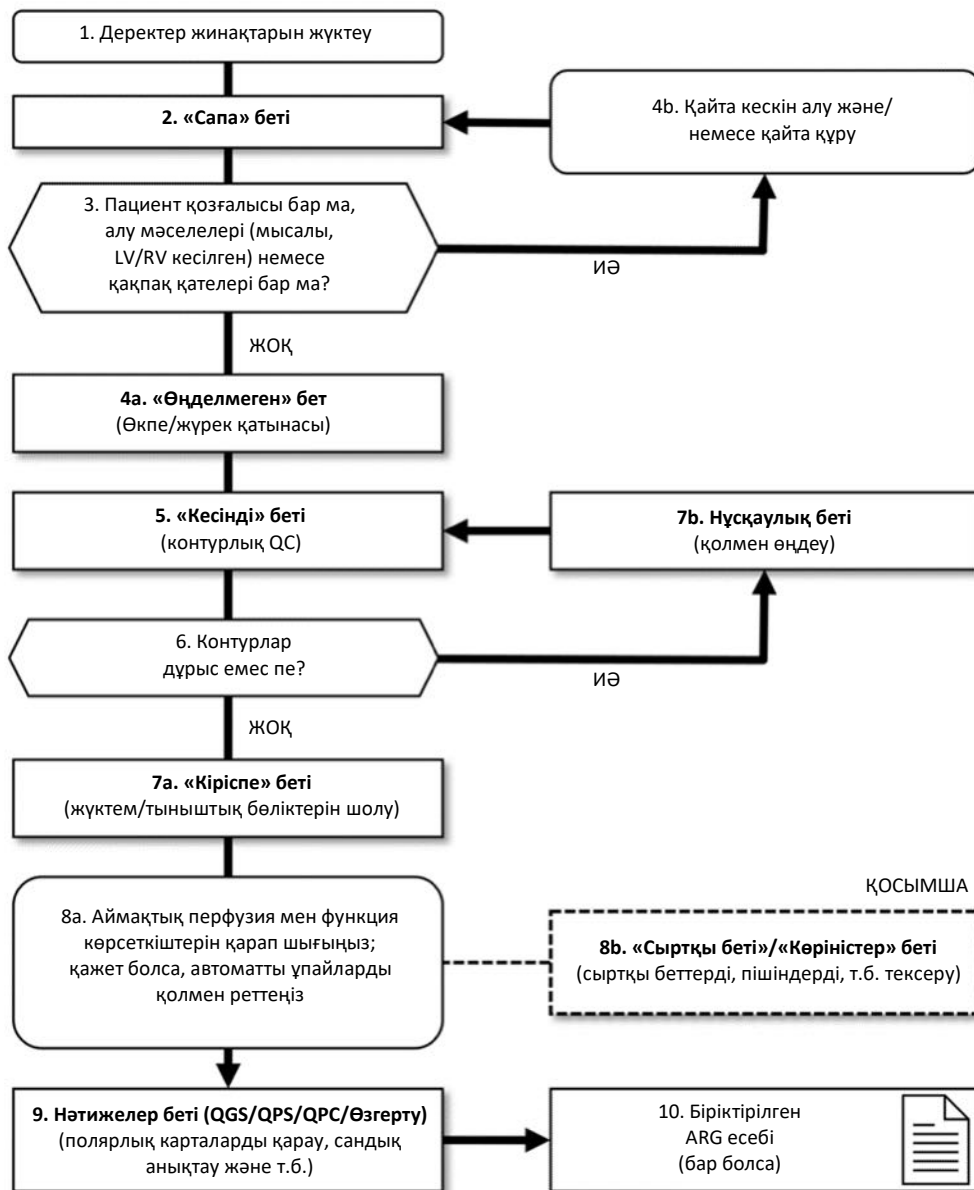 1. Деректер жинақтарын жүктеу
2. «Сапа» беті
4b. Қайта кескін алу және/
немесе қайта құру
3. Пациент қозғалысы бар ма,
алу мәселелері (мысалы,
LV/RV кесілген) немесе
қақпақ қателері бар ма?
ИӘ
ЖОҚ
4a. «Өңделмеген» бет
(Өкпе/жүрек қатынасы)
5. «Кесінді» беті
(контурлық QC)
7b. Нұсқаулық беті
(қолмен өңдеу)
6. Контурлар
дұрыс емес пе?
ИӘ
ЖОҚ
7a. «Кіріспе» беті
(жүктем/тыныштық бөліктерін шолу)
8a. Аймақтық перфузия мен функция
көрсеткіштерін қарап шығыңыз;
қажет болса, автоматты ұпайларды
қолмен реттеңіз
ҚОСЫМША
8b. «Сыртқы беті»/«Көріністер» беті
(сыртқы беттерді, пішіндерді, т.б. тексеру)
9. Нәтижелер беті (QGS/QPS/QPC/Өзгерту)
(полярлық карталарды қарау, сандық
анықтау және т.б.)
10. Біріктірілген
ARG есебі
(бар болса)